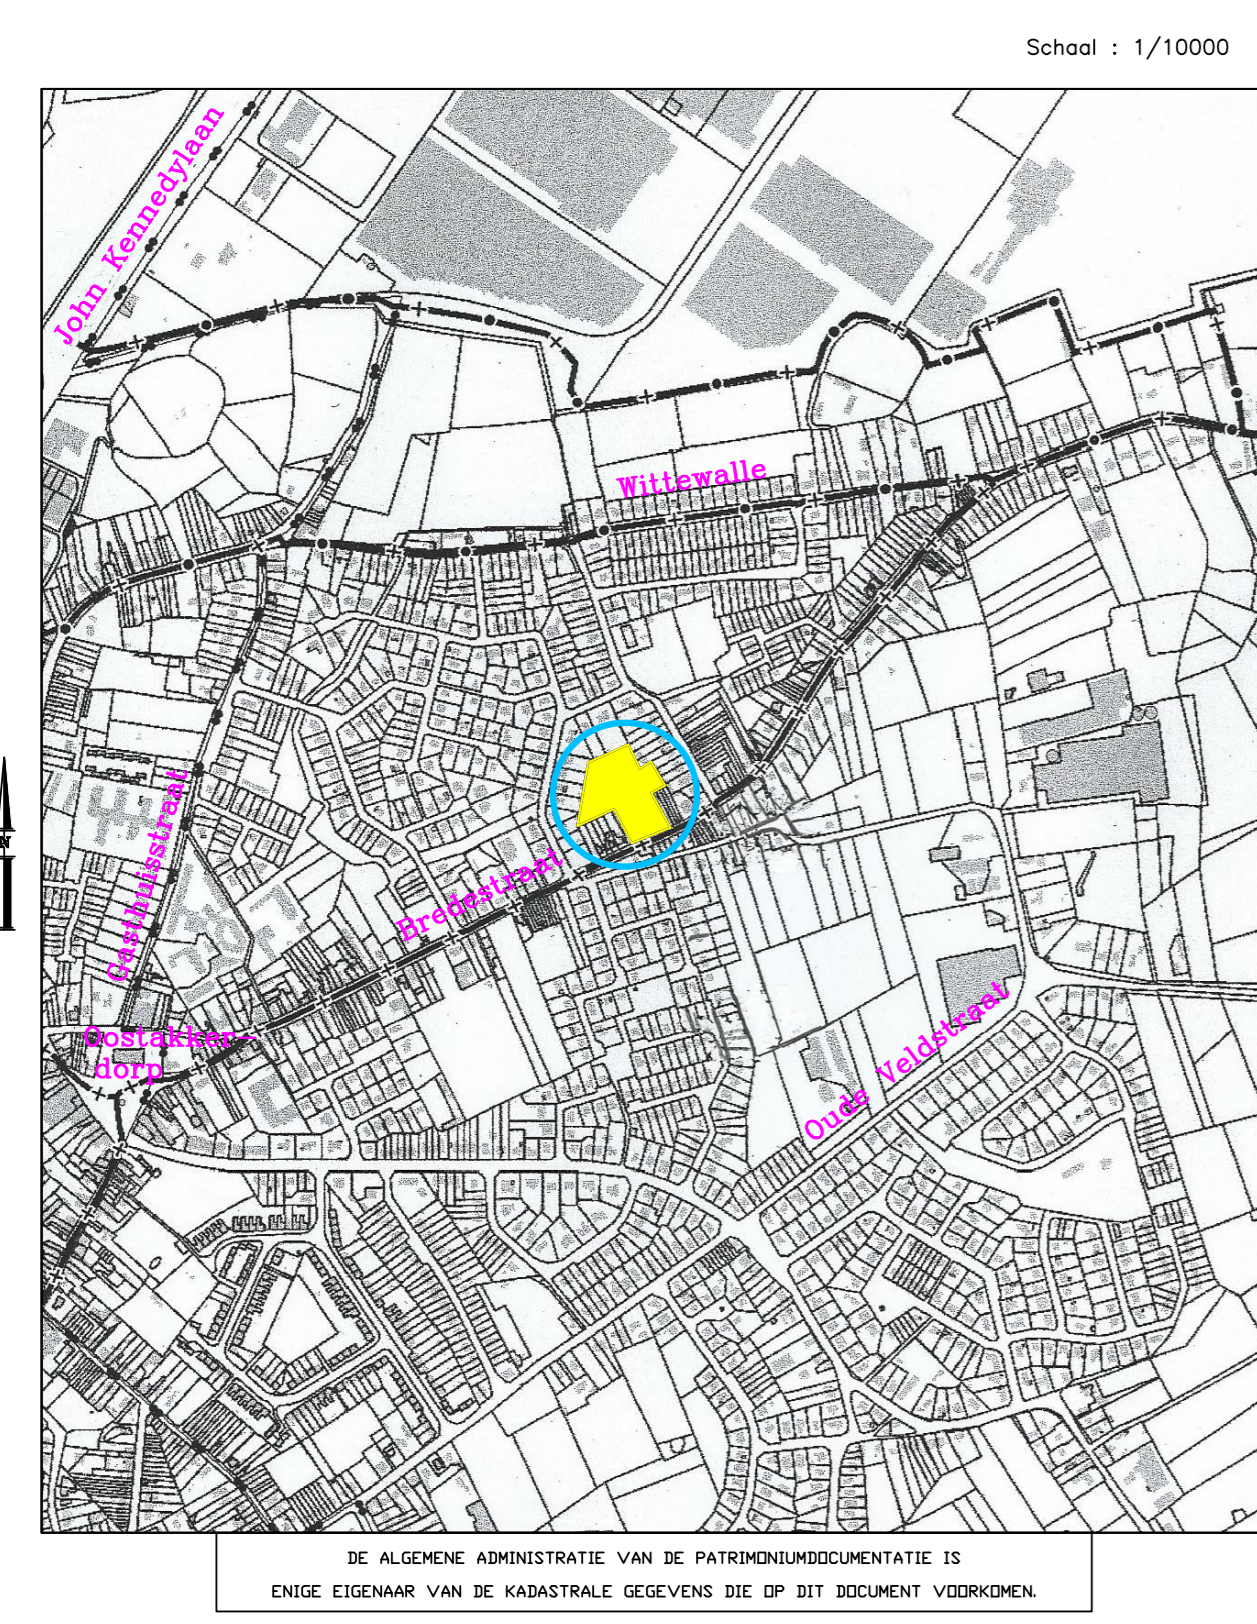 Schaal : 1/10000
John Kennedylaan
Wittewalle
Gasthuisstraat
Bredestraat
Oostakker-
dorp
Oude Veldstraat
N
DE ALGEMENE ADMINISTRATIE VAN DE PATRIMONIUMDOCUMENTATIE IS
ENIGE EIGENAAR VAN DE KADASTRALE GEGEVENS DIE OP DIT DOCUMENT VOORKOMEN.